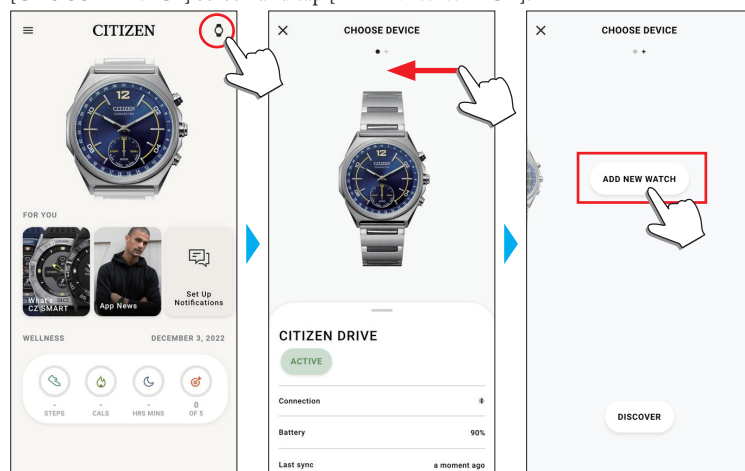 CITIZEN
FOR YOU
What's
CZ SMART
App News
Set Up
Notifications
WELLNESS DECEMBER 3, 2022
- - - 0
STEPS CALS HRS MINS OF 5
CHOOSE DEVICE
CITIZEN DRIVE
ACTIVE
Connection
Battery 90%
Last sync a moment ago
CHOOSE DEVICE
ADD NEW WATCH
DISCOVER